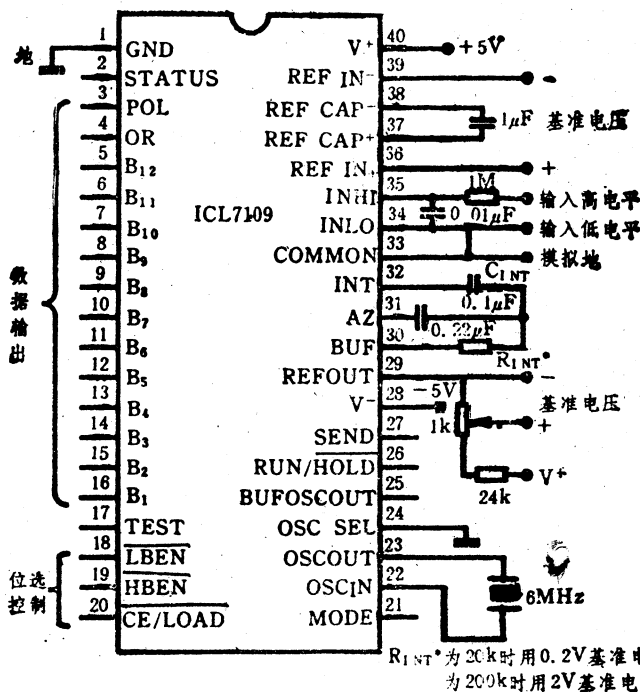 地
1 GND
2 STATUS
3 POL
4 OR
5 B₁₂
6 B₁₁
7 B₁₀
8 B₉
9 B₈
10 B₇
11 B₆
12 B₅
13 B₄
14 B₃
15 B₂
16 B₁
17 TEST
18 LBEN
19 HBEN
20 CE/LOAD
数据输出
位选
控制
ICL7109
V⁺ 40 +5V
REF IN⁻ 39 -
REF CAP⁻ 38
1μF 基准电压
REF CAP⁺ 37
REF IN₊ 36 +
INHI 35 1M 输入高电平
0.01μF
INLO 34 输入低电平
COMMON 33 模拟地
INT 32 C_INT
0.1μF
AZ 31
0.22μF
BUF 30
R_INT*
REFOUT 29 -
V⁻ 28 -5V
基准电压
1k +
SEND 27
RUN/HOLD 26
V⁺
24k
BUFOSCOUT 25
OSC SEL 24
OSCOUT 23
OSCIN 22
6MHz
MODE 21
R_INT*为20k时用0.2V基准电
为200k时用2V基准电